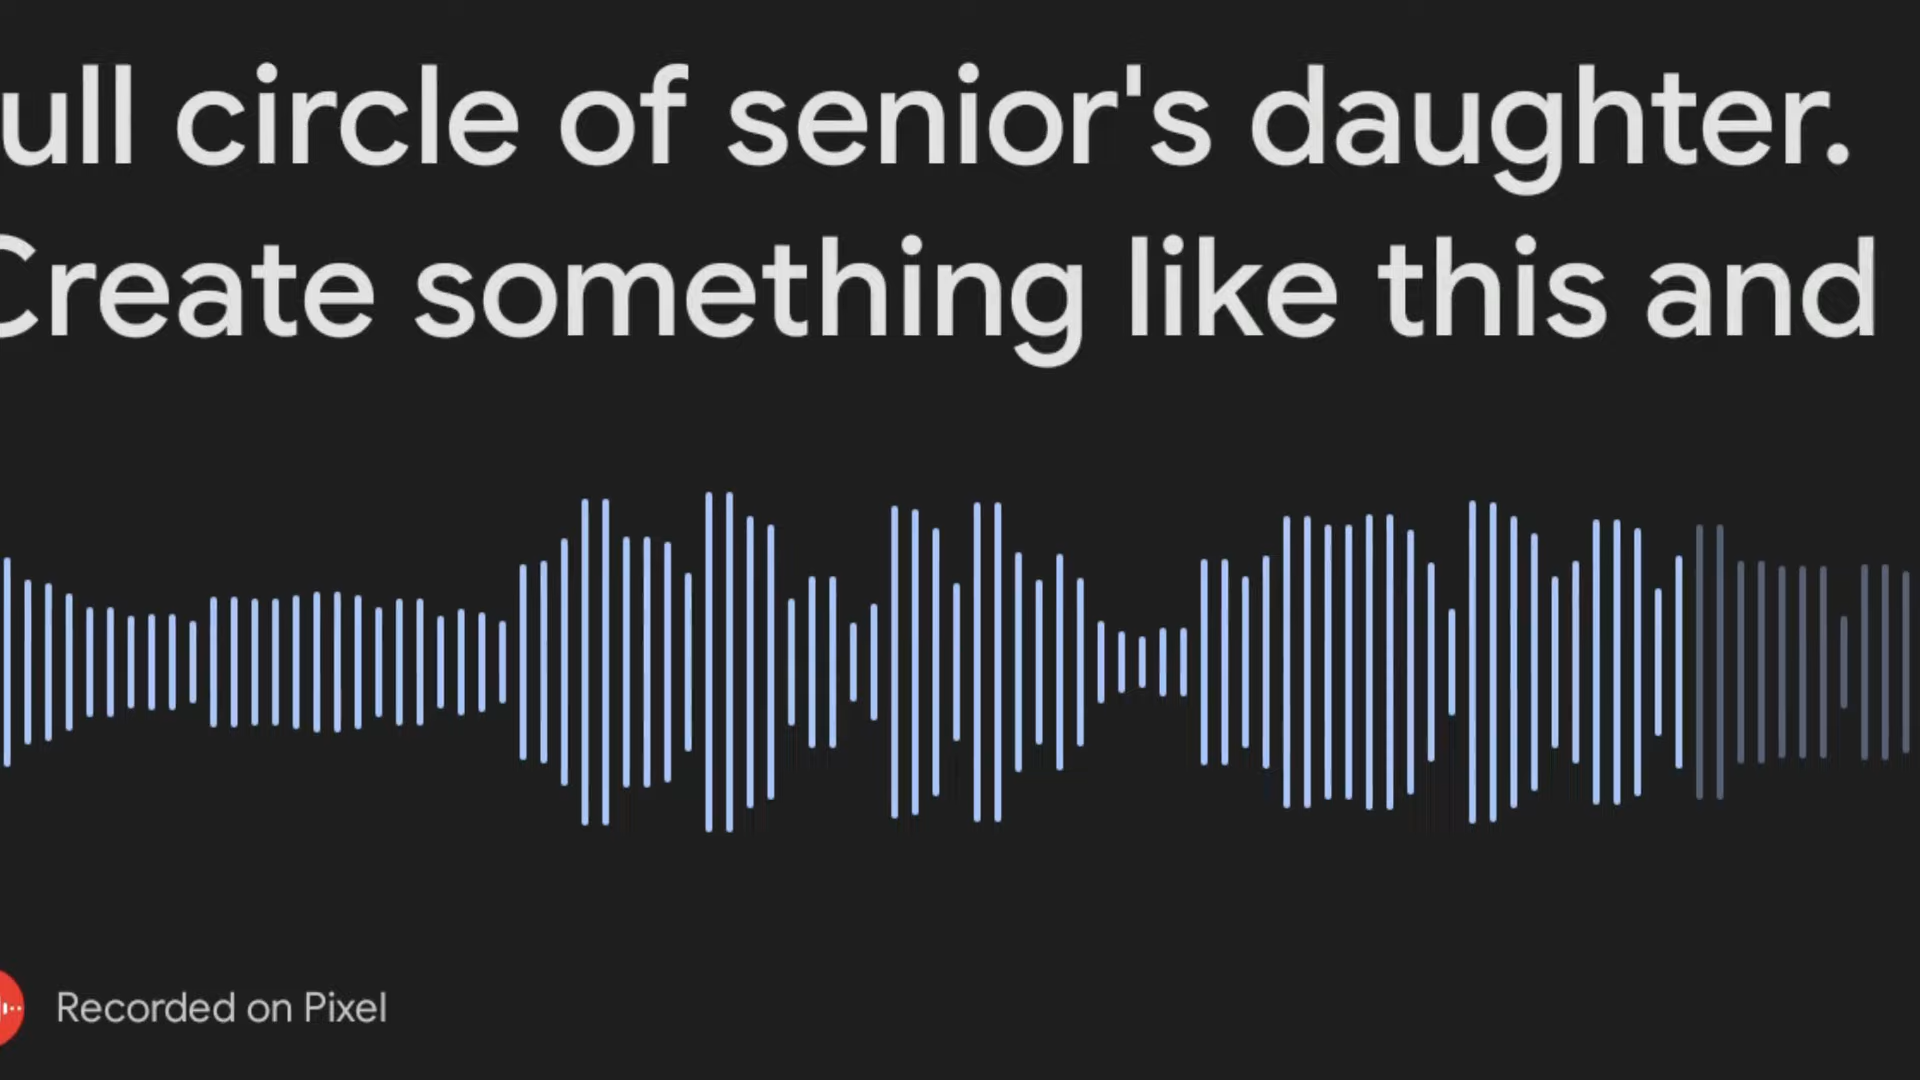 ull circle of senior's daughter.
Create something like this and
Recorded on Pixel